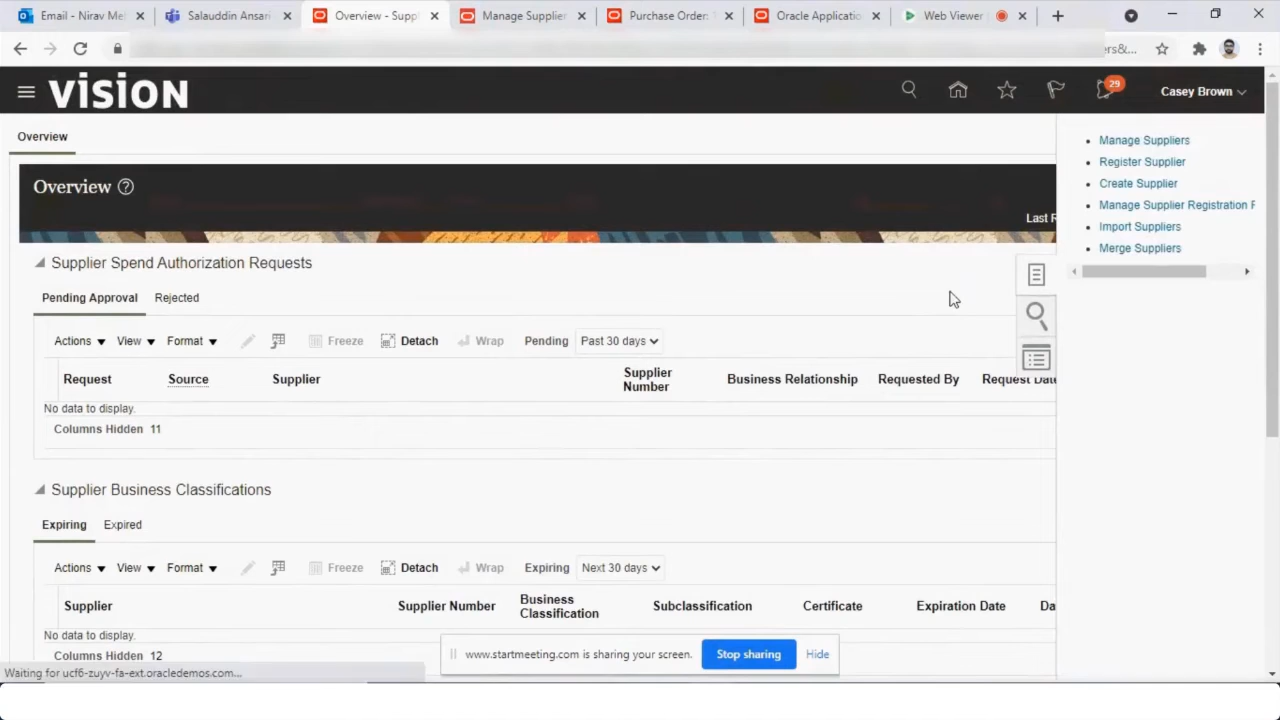 Email - Nirav Me
Salauddin Ansari
Overview - Supp
Manage Supplier
Purchase Order:
Oracle Applicatio
Web Viewer
ers&...
vision
29
Casey Brown
Overview
Manage Suppliers
Register Supplier
Create Supplier
Manage Supplier Registration R
Import Suppliers
Merge Suppliers
Overview ?
Last R
Supplier Spend Authorization Requests
Pending Approval Rejected
Actions View Format Freeze Detach Wrap Pending Past 30 days
Request Source Supplier Supplier Number Business Relationship Requested By Request Date
No data to display.
Columns Hidden 11
Supplier Business Classifications
Expiring Expired
Actions View Format Freeze Detach Wrap Expiring Next 30 days
Supplier Supplier Number Business Classification Subclassification Certificate Expiration Date Da
No data to display.
Columns Hidden 12
www.startmeeting.com is sharing your screen. Stop sharing Hide
Waiting for ucf6-zuyv-fa-ext.oracledemos.com...